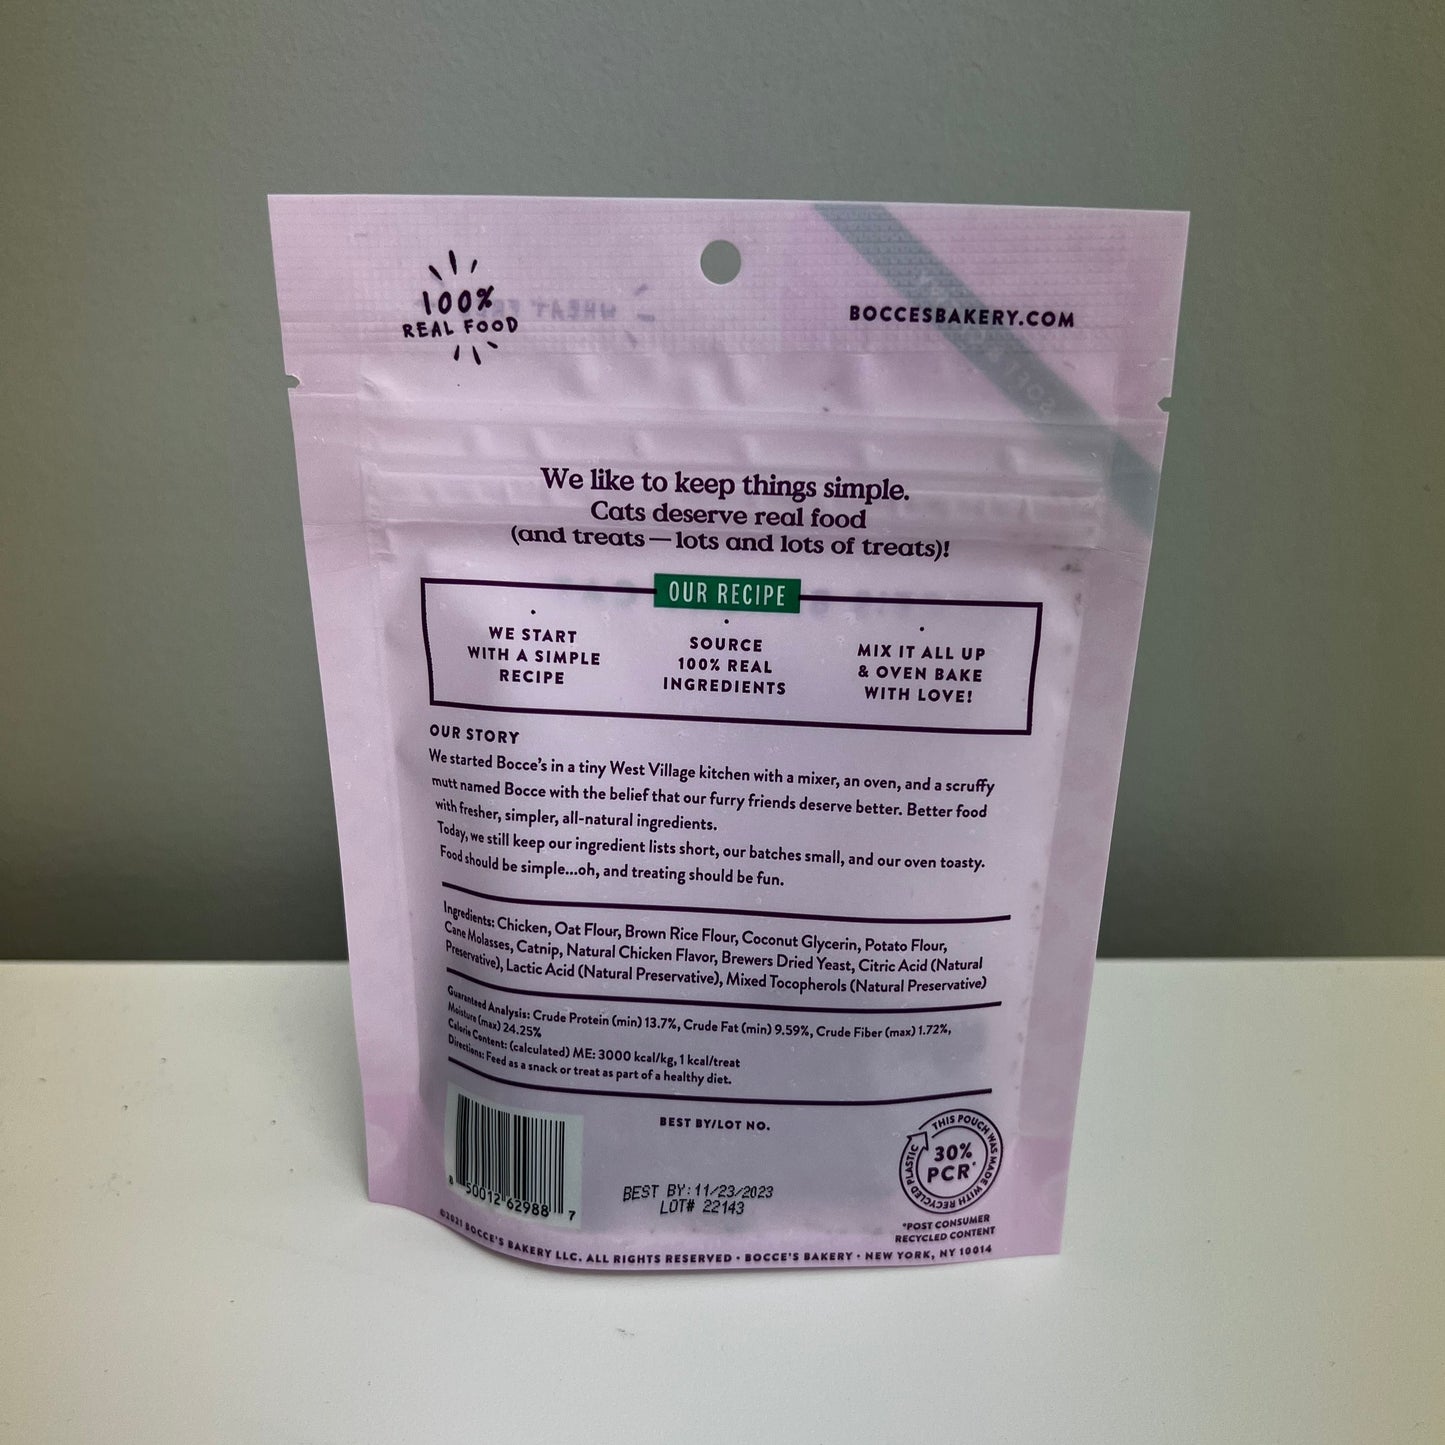 100%
REAL FOOD
BOCCESBAKERY.COM
We like to keep things simple.
Cats deserve real food
(and treats—lots and lots of treats)!
OUR RECIPE
WE START
WITH A SIMPLE
RECIPE
SOURCE
100% REAL
INGREDIENTS
MIX IT ALL UP
& OVEN BAKE
WITH LOVE!
OUR STORY
We started Bocce's in a tiny West Village kitchen with a mixer, an oven, and a scruffy
mutt named Bocce with the belief that our furry friends deserve better. Better food
with fresher, simpler, all-natural ingredients.
Today, we still keep our ingredient lists short, our batches small, and our oven toasty.
Food should be simple...oh, and treating should be fun.
Ingredients: Chicken, Oat Flour, Brown Rice Flour, Coconut Glycerin, Potato Flour,
Cane Molasses, Catnip, Natural Chicken Flavor, Brewers Dried Yeast, Citric Acid (Natural
Preservative), Lactic Acid (Natural Preservative), Mixed Tocopherols (Natural Preservative)
Guaranteed Analysis: Crude Protein (min) 13.7%, Crude Fat (min) 9.59%, Crude Fiber (max) 1.72%,
Moisture (max) 24.25%
Calorie Content: (calculated) ME: 3000 kcal/kg, 1 kcal/treat
Directions: Feed as a snack or treat as part of a healthy diet.
BEST BY/LOT NO.
BEST BY: 11/23/2023
LOT# 22143
8 50012 62988 7
THIS POUCH WAS MADE WITH RECYCLED PLASTIC
30%
PCR*
*POST CONSUMER
RECYCLED CONTENT
©2021 BOCCE'S BAKERY LLC. ALL RIGHTS RESERVED • BOCCE'S BAKERY • NEW YORK, NY 10014